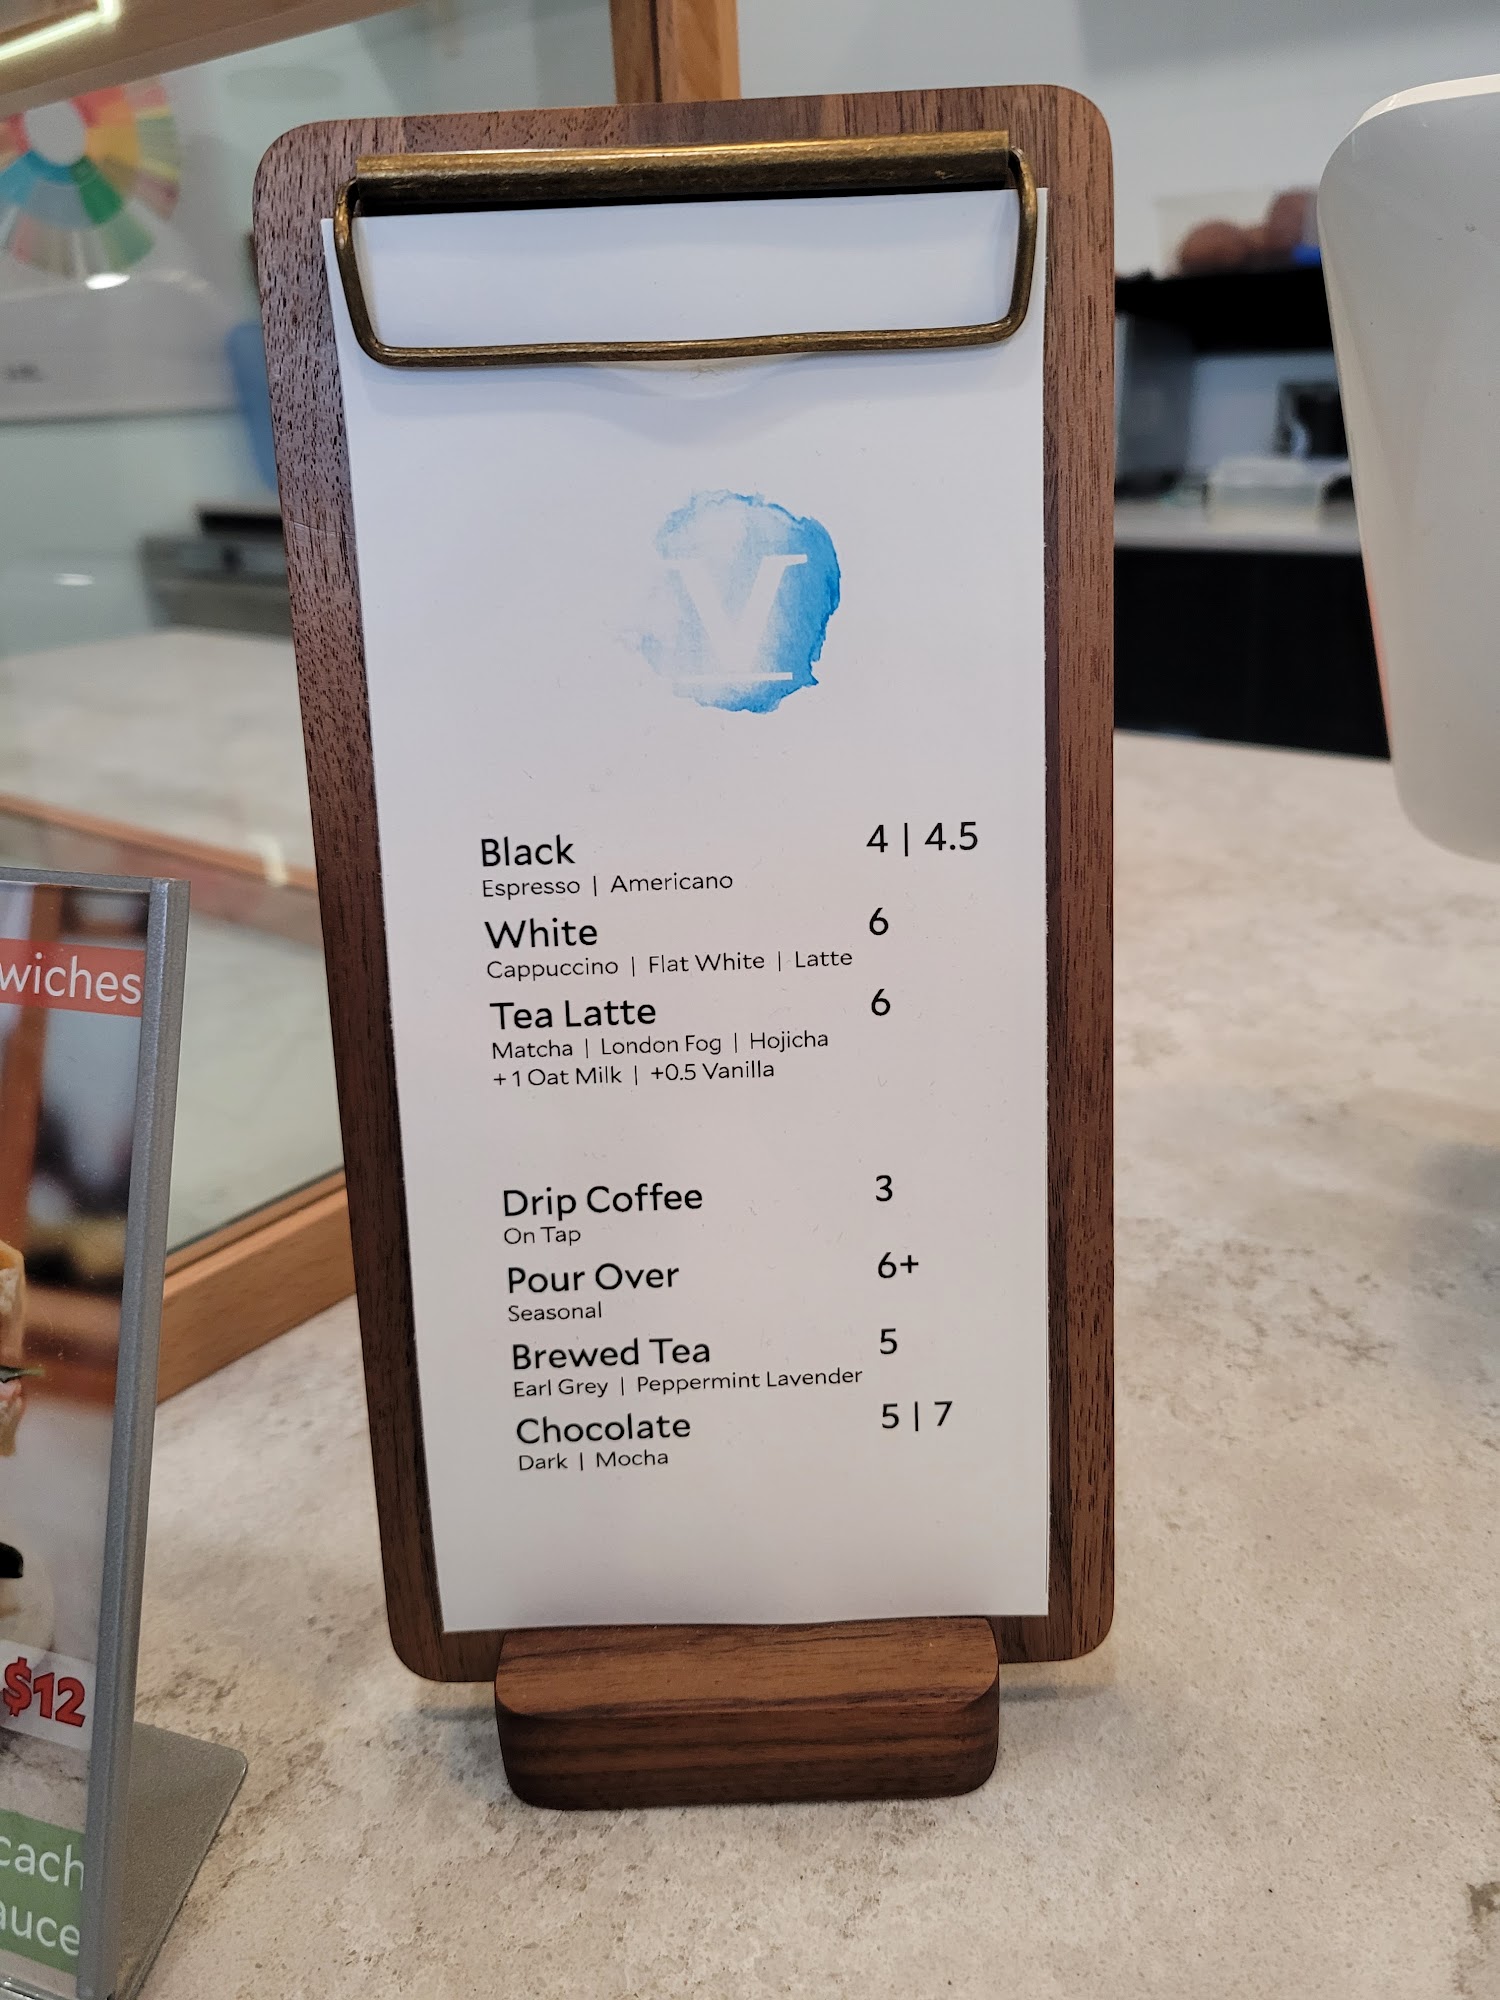 V
Black 4 | 4.5
Espresso | Americano
White 6
Cappuccino | Flat White | Latte
Tea Latte 6
Matcha | London Fog | Hojicha
+1 Oat Milk | +0.5 Vanilla
Drip Coffee 3
On Tap
Pour Over 6+
Seasonal
Brewed Tea 5
Earl Grey | Peppermint Lavender
Chocolate 5 | 7
Dark | Mocha
wiches
$12
cach
auce